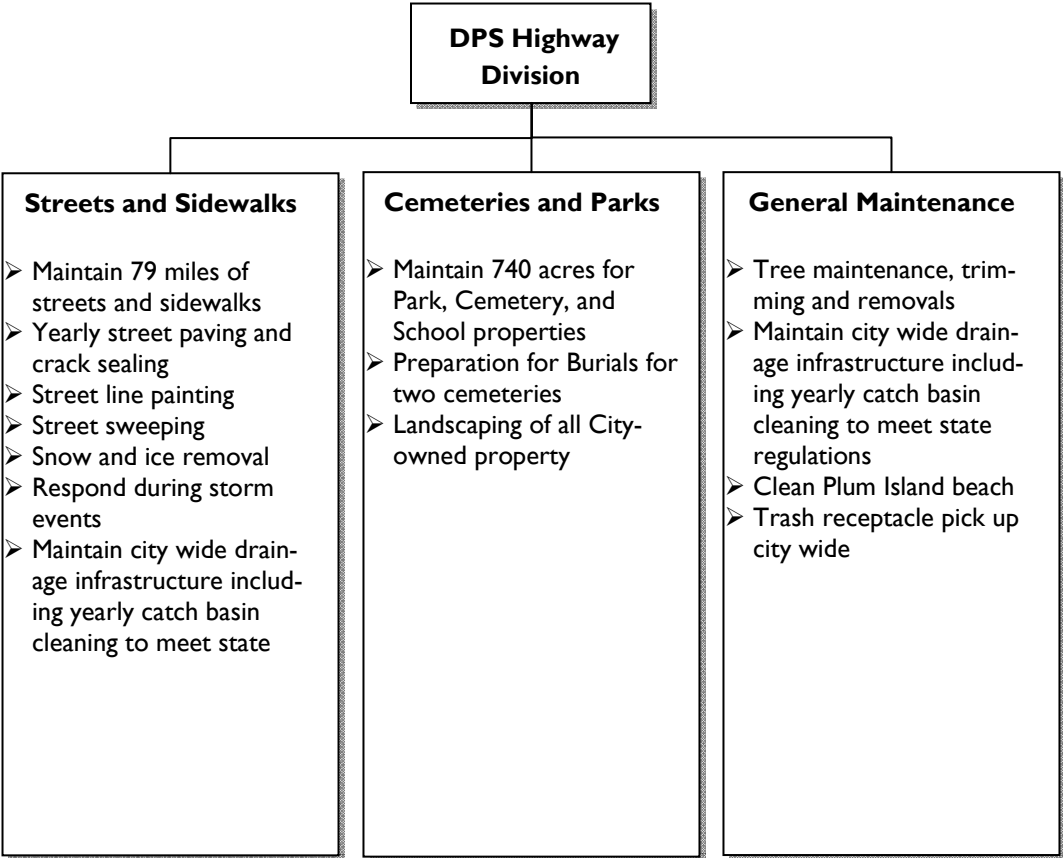 DPS Highway
Division
Streets and Sidewalks
➢ Maintain 79 miles of
streets and sidewalks
➢ Yearly street paving and
crack sealing
➢ Street line painting
➢ Street sweeping
➢ Snow and ice removal
➢ Respond during storm
events
➢ Maintain city wide drain-
age infrastructure includ-
ing yearly catch basin
cleaning to meet state
Cemeteries and Parks
➢ Maintain 740 acres for
Park, Cemetery, and
School properties
➢ Preparation for Burials for
two cemeteries
➢ Landscaping of all City-
owned property
General Maintenance
➢ Tree maintenance, trim-
ming and removals
➢ Maintain city wide drain-
age infrastructure includ-
ing yearly catch basin
cleaning to meet state
regulations
➢ Clean Plum Island beach
➢ Trash receptacle pick up
city wide